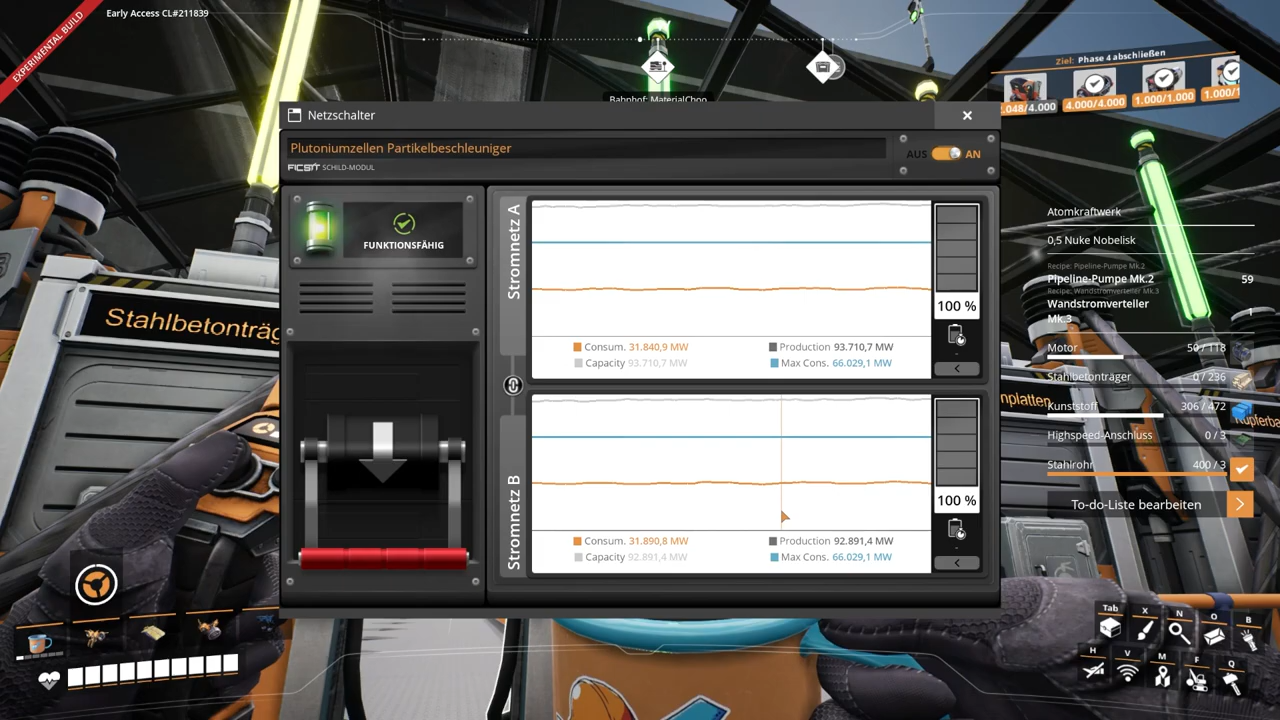 EXPERIMENTAL BUILD
Early Access CL#211839
Ziel: Phase 4 abschließen
2.048/4.000
4.000/4.000
1.000/1.000
Bahnhof: MaterialChoo
Netzschalter
Plutoniumzellen Partikelbeschleuniger
AUS AN
FICSIT SCHILD-MODUL
FUNKTIONSFÄHIG
Stromnetz A
100 %
Consum. 31.840,9 MW
Production 93.710,7 MW
Capacity 93.710,7 MW
Max Cons. 66.029,1 MW
Stromnetz B
100 %
Consum. 31.890,8 MW
Production 92.891,4 MW
Capacity 92.891,4 MW
Max Cons. 66.029,1 MW
Atomkraftwerk
0,5 Nuke Nobelisk
Recipe: Pipeline-Pumpe Mk.2
Pipeline-Pumpe Mk.2 59
Recipe: Wandstromverteiler Mk.3
Wandstromverteiler
Mk.3 1
Motor 50 / 118
Stahlbetonträger 0 / 236
Kunststoff 306 / 472
Highspeed-Anschluss 0 / 3
Stahlrohr 400 / 3
To-do-Liste bearbeiten
Stahlbetonträg
nplatten
Kupferba
Tab X N O B
H V M F Q